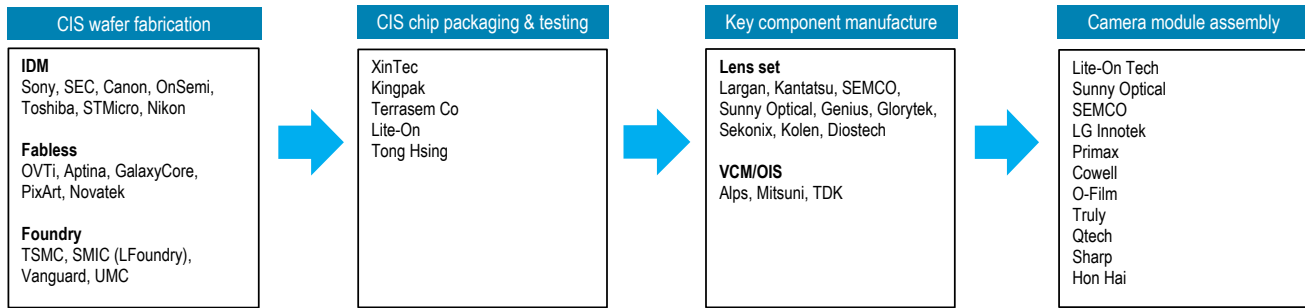 CIS wafer fabrication
IDM
Sony, SEC, Canon, OnSemi,
Toshiba, STMicro, Nikon
Fabless
OVTi, Aptina, GalaxyCore,
PixArt, Novatek
Foundry
TSMC, SMIC (LFoundry),
Vanguard, UMC
CIS chip packaging & testing
XinTec
Kingpak
Terrasem Co
Lite-On
Tong Hsing
Key component manufacture
Lens set
Largan, Kantatsu, SEMCO,
Sunny Optical, Genius, Glorytek,
Sekonix, Kolen, Diostech
VCM/OIS
Alps, Mitsuni, TDK
Camera module assembly
Lite-On Tech
Sunny Optical
SEMCO
LG Innotek
Primax
Cowell
O-Film
Truly
Qtech
Sharp
Hon Hai